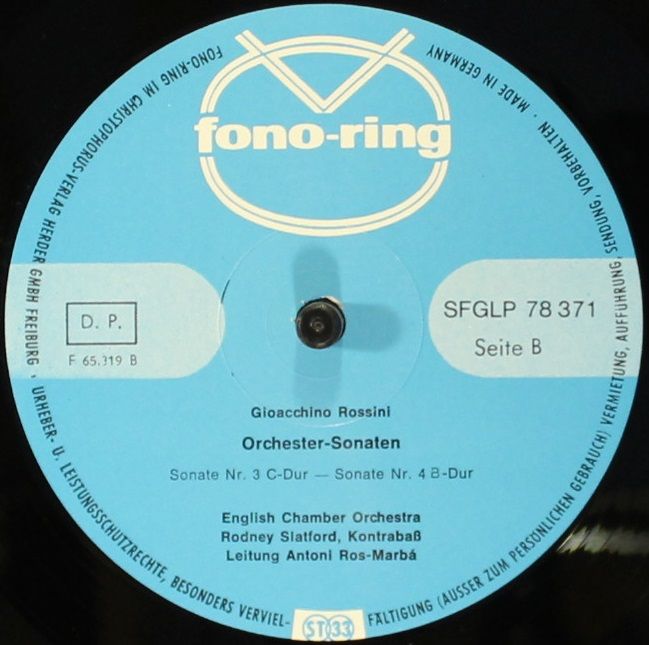 fono-ring
FONO-RING IM CHRISTOPHORUS-VERLAG HERDER GMBH FREIBURG · URHEBER- U. LEISTUNGSSCHUTZRECHTE, BESONDERS VERVIEL-
FÄLTIGUNG (AUSSER ZUM PERSÖNLICHEN GEBRAUCH) VERMIETUNG, AUFFÜHRUNG, SENDUNG, VORBEHALTEN · MADE IN GERMANY
D. P.
F 65.319 B
SFGLP 78 371
Seite B
Gioacchino Rossini
Orchester-Sonaten
Sonate Nr. 3 C-Dur — Sonate Nr. 4 B-Dur
English Chamber Orchestra
Rodney Slatford, Kontrabaß
Leitung Antoni Ros-Marbá
ST 33